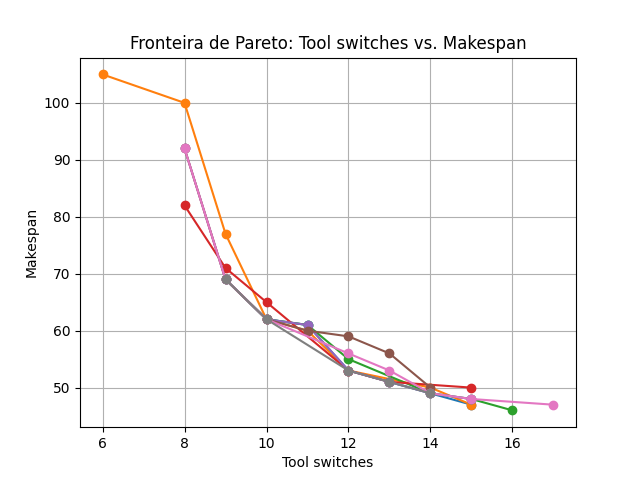 Fronteira de Pareto: Tool switches vs. Makespan
100
90
80
70
60
50
Makespan
6 8 10 12 14 16
Tool switches